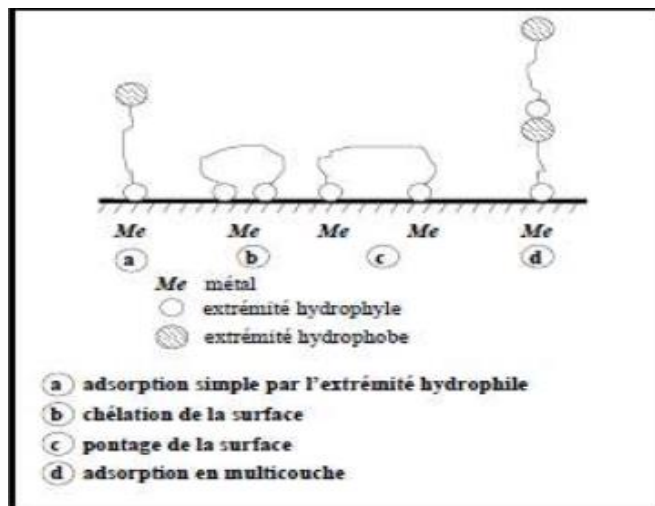 Me Me Me Me Me
a b c d
Me métal
extrémité hydrophyle
extrémité hydrophobe
a adsorption simple par l'extrémité hydrophile
b chélation de la surface
c pontage de la surface
d adsorption en multicouche